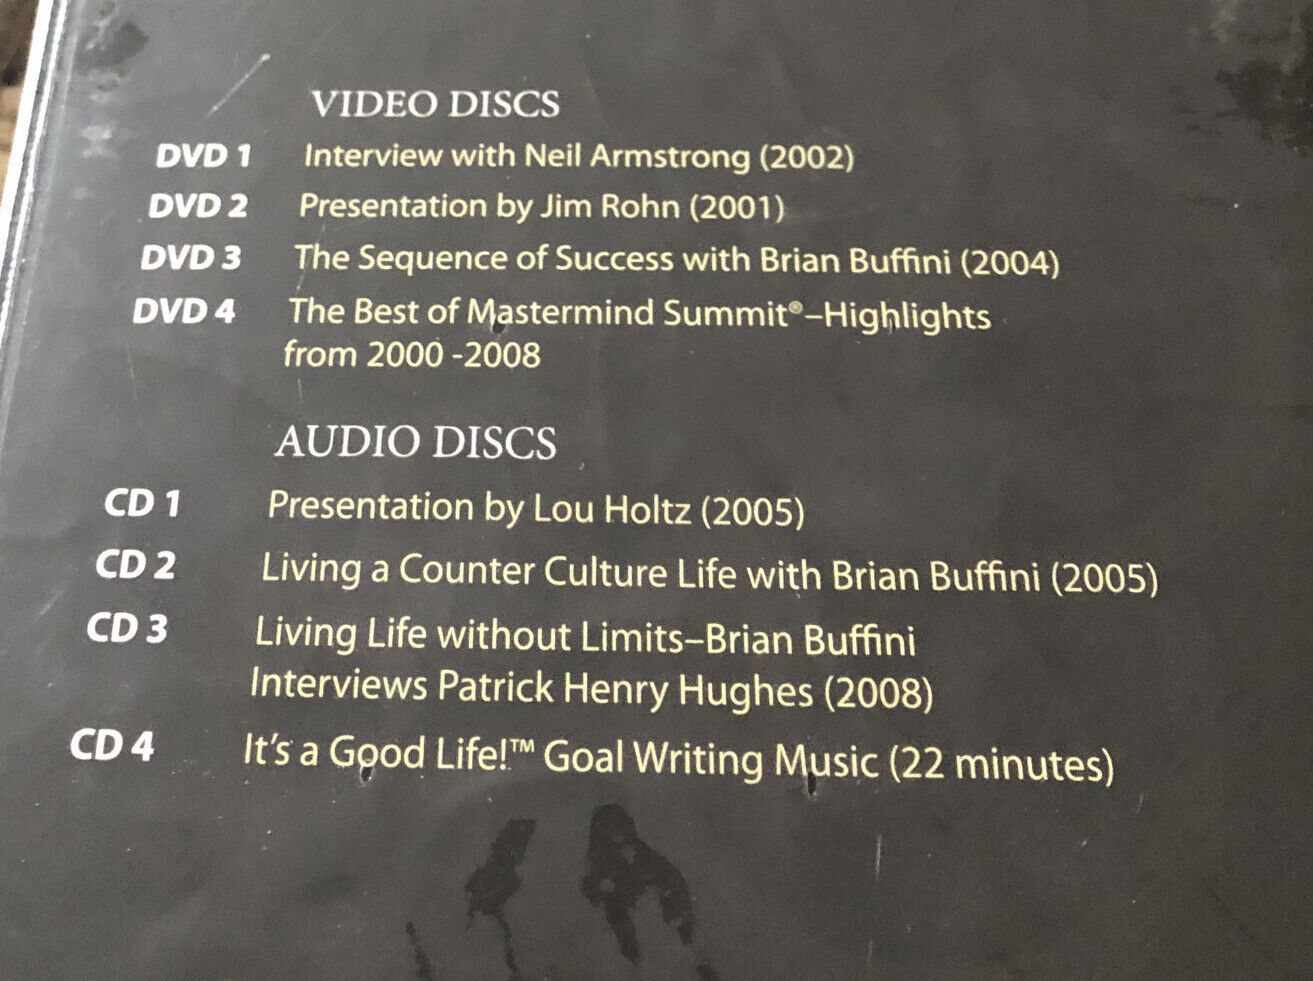 VIDEO DISCS
DVD 1 Interview with Neil Armstrong (2002)
DVD 2 Presentation by Jim Rohn (2001)
DVD 3 The Sequence of Success with Brian Buffini (2004)
DVD 4 The Best of Mastermind Summit®–Highlights
from 2000 -2008
AUDIO DISCS
CD 1 Presentation by Lou Holtz (2005)
CD 2 Living a Counter Culture Life with Brian Buffini (2005)
CD 3 Living Life without Limits–Brian Buffini
Interviews Patrick Henry Hughes (2008)
CD 4 It's a Good Life!™ Goal Writing Music (22 minutes)